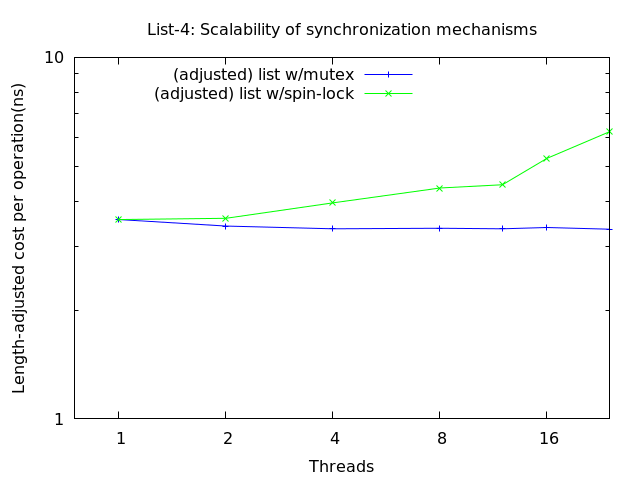 List-4: Scalability of synchronization mechanisms
10
(adjusted) list w/mutex
(adjusted) list w/spin-lock
Length-adjusted cost per operation(ns)
1
1 2 4 8 16
Threads